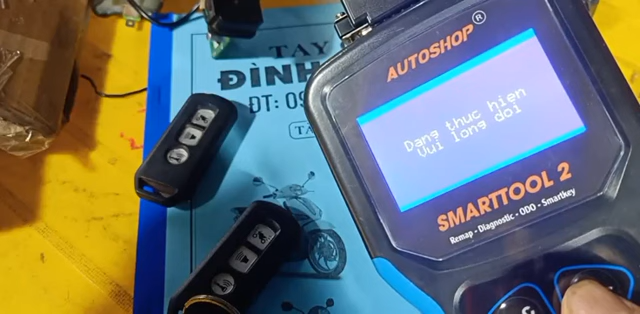 TAY
ĐÌNH
ĐT: 09
AUTOSHOP®
Dang thuc hien
Vui long doi
SMARTTOOL 2
Remap - Diagnostic - ODO - Smartkey